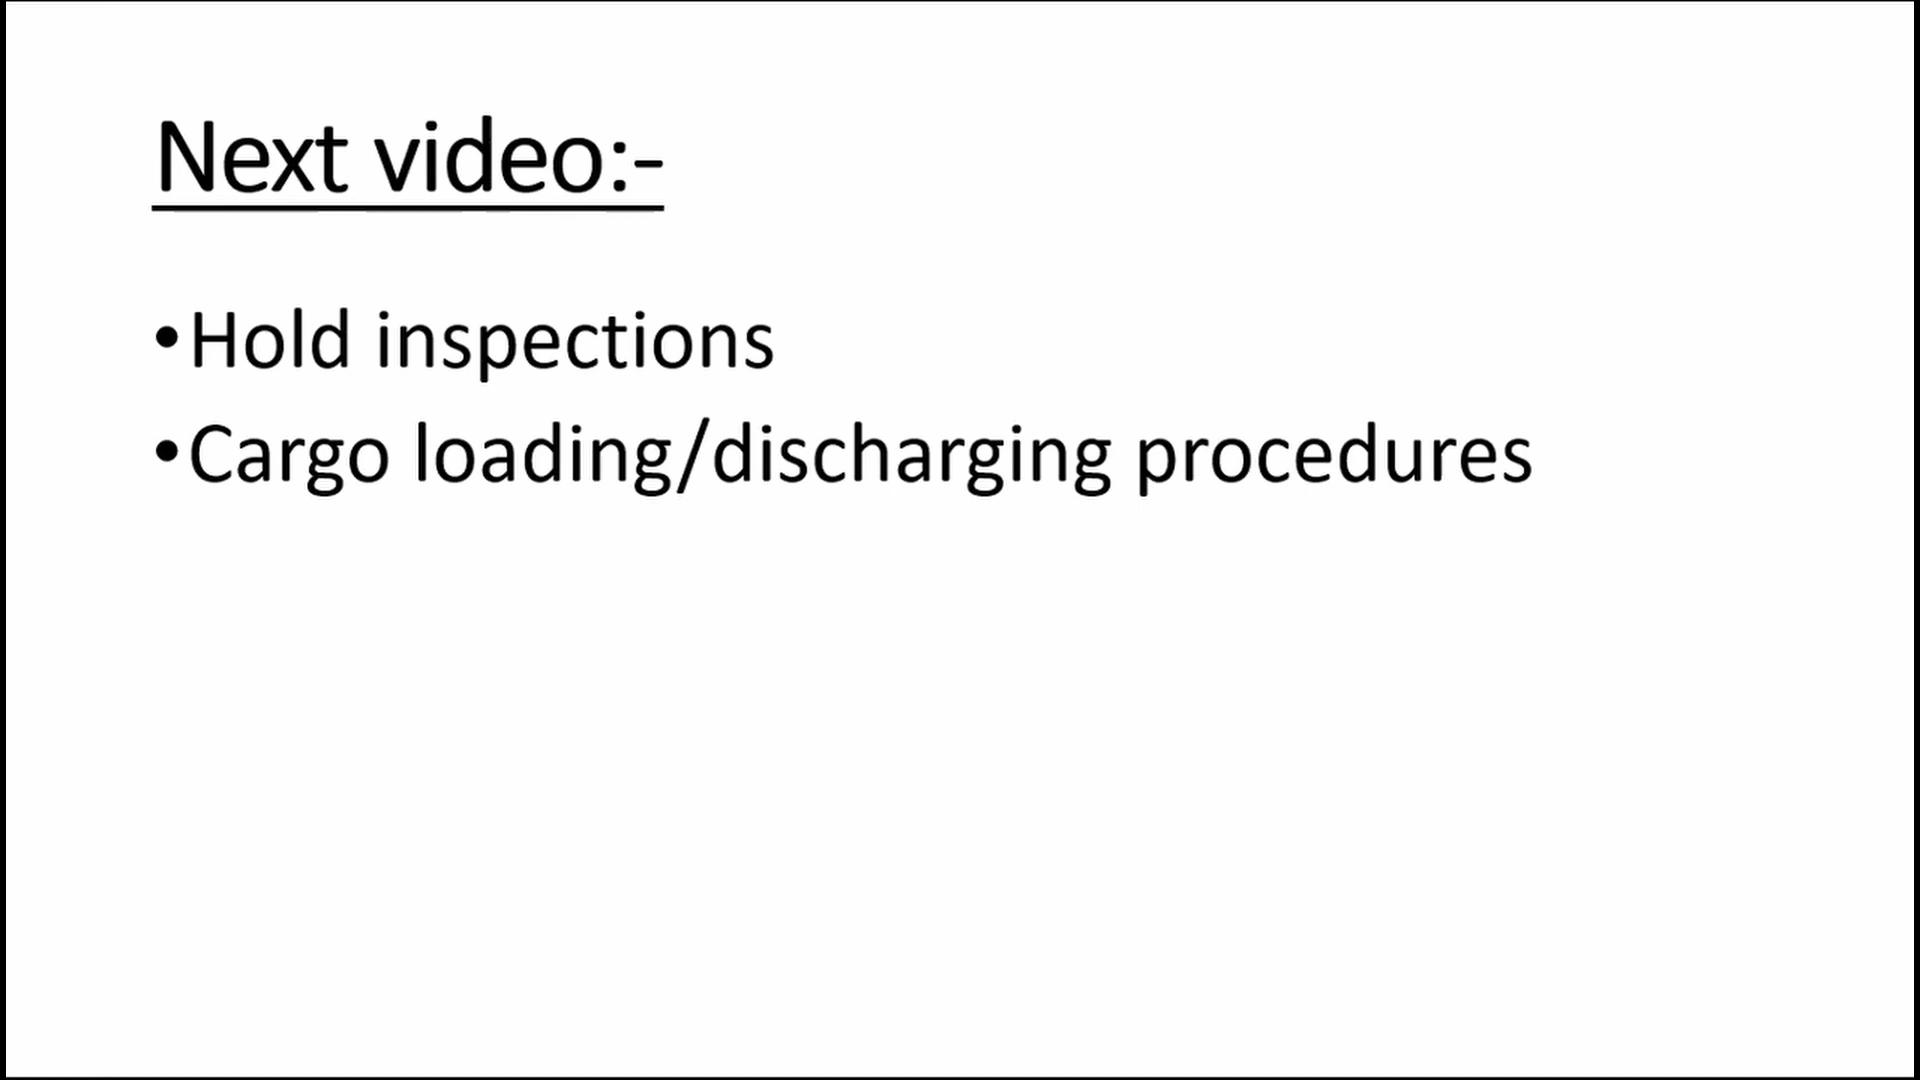 Next video:-
•Hold inspections
•Cargo loading/discharging procedures